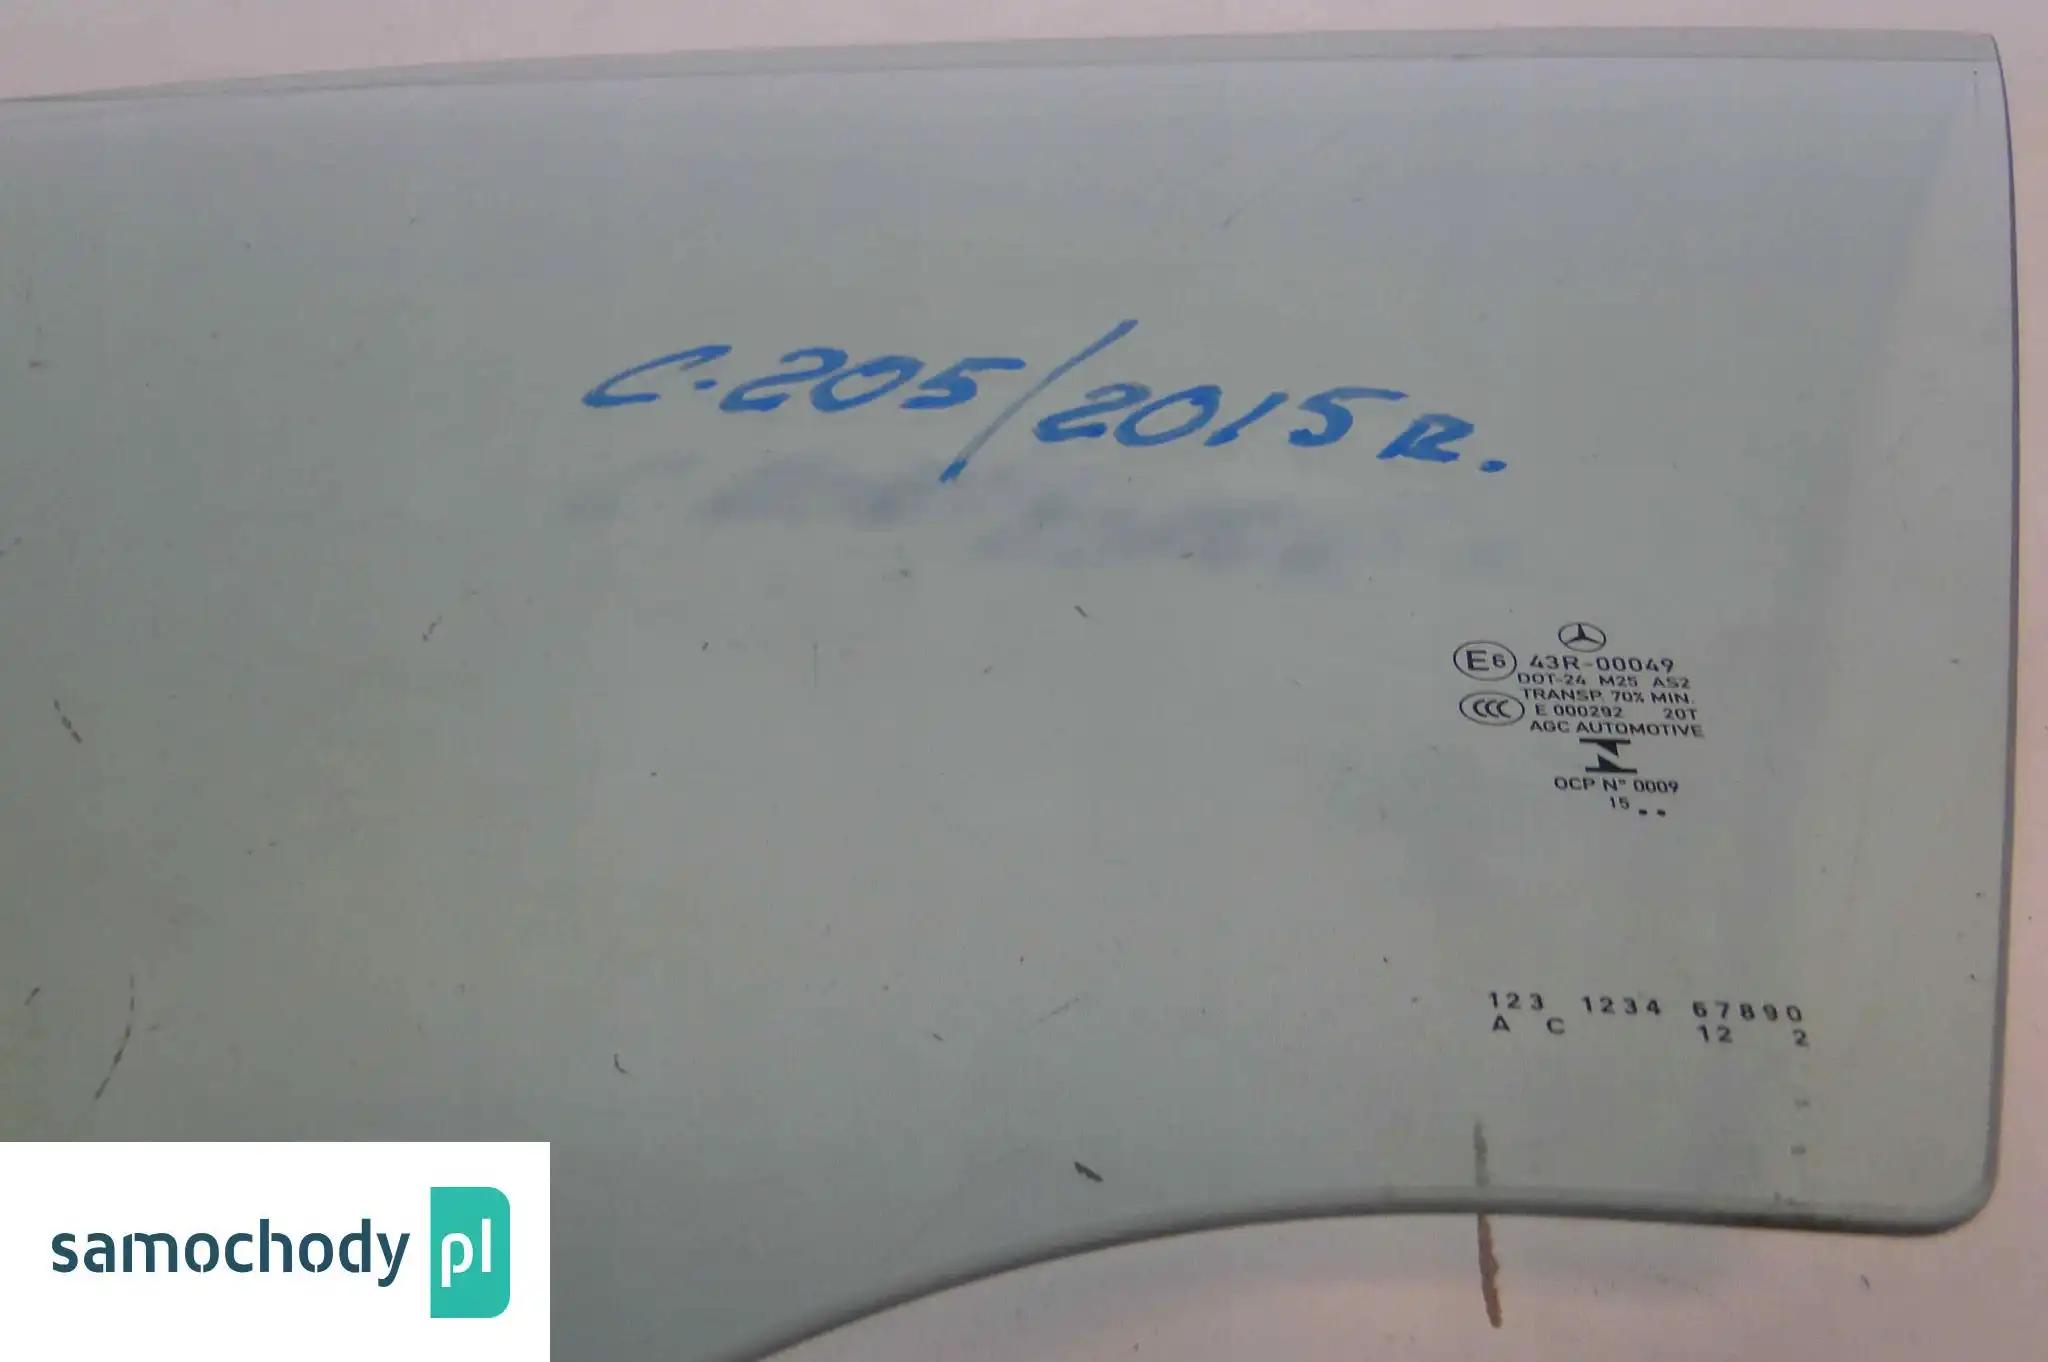 C-205/2015R.
E6 43R-00049
DOT-24 M25 AS2
TRANSP. 70% MIN.
CCC E 000292 20T
AGC AUTOMOTIVE
OCP N° 0009
15..
123 1234 67890
A C 12 2
samochody pl